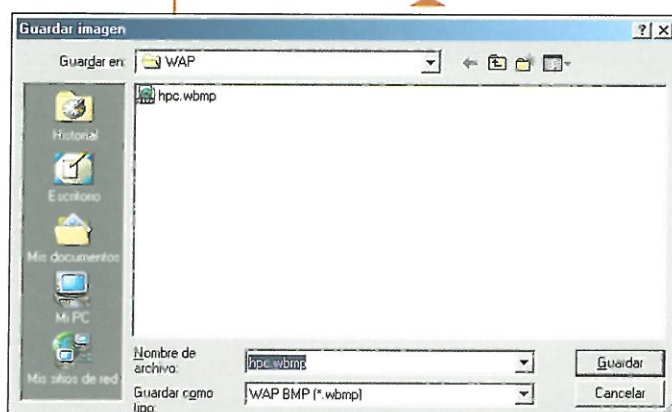 Guardar imagen
Guardar en: WAP
hpc.wbmp
Historial
Escritorio
Mis documentos
Mi PC
Mis sitios de red
Nombre de archivo: hpc.wbmp
Guardar
Guardar como tipo: WAP BMP (*.wbmp)
Cancelar